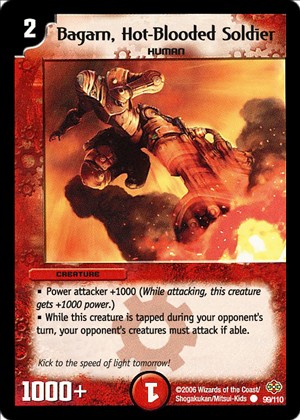 2
Bagarn, Hot-Blooded Soldier
HUMAN
CREATURE
▪ Power attacker +1000 (While attacking, this creature
gets +1000 power.)
▪ While this creature is tapped during your opponent's
turn, your opponent's creatures must attack if able.
Kick to the speed of light tomorrow!
1000+
1
©2006 Wizards of the Coast/
Shogakukan/Mitsui-Kids ● 99/110